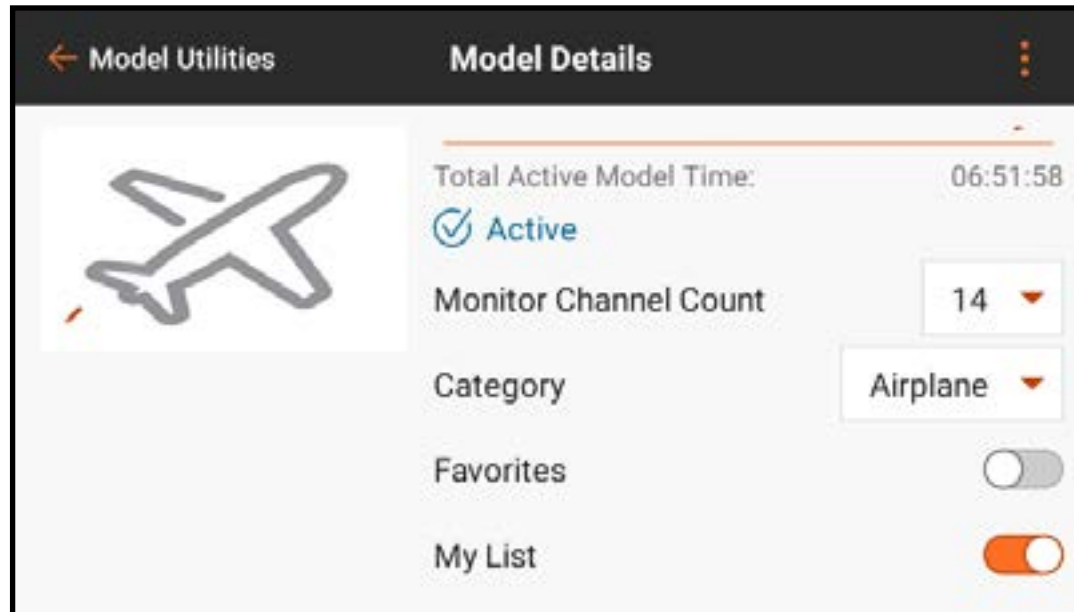 Model Utilities
Model Details
Total Active Model Time: 06:51:58
Active
Monitor Channel Count 14
Category Airplane
Favorites
My List